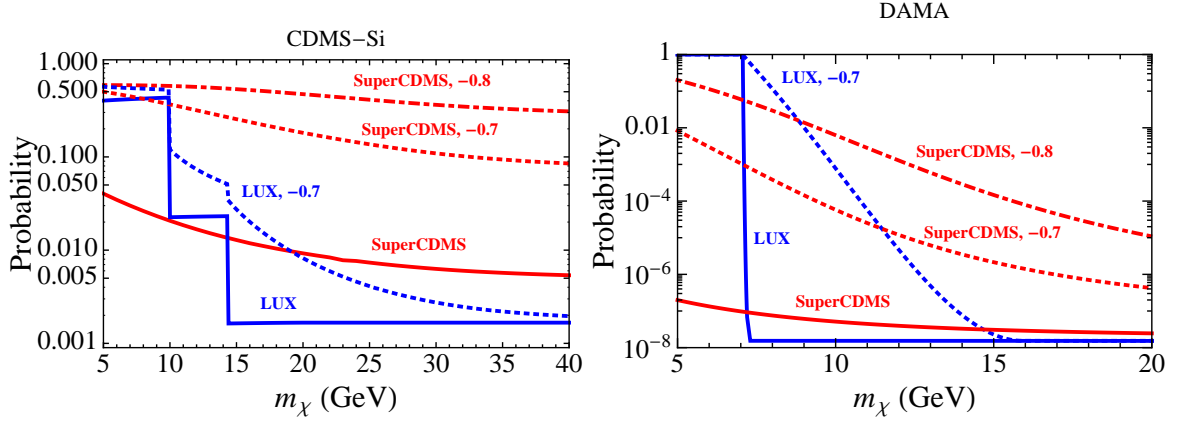 CDMS−Si
1.000
0.500
0.100
0.050
0.010
0.005
0.001
Probability
SuperCDMS, −0.8
SuperCDMS, −0.7
LUX, −0.7
SuperCDMS
LUX
5 10 15 20 25 30 35 40
mχ (GeV)
DAMA
1
0.01
10⁻⁴
10⁻⁶
10⁻⁸
Probability
LUX, −0.7
SuperCDMS, −0.8
SuperCDMS, −0.7
LUX
SuperCDMS
5 10 15 20
mχ (GeV)